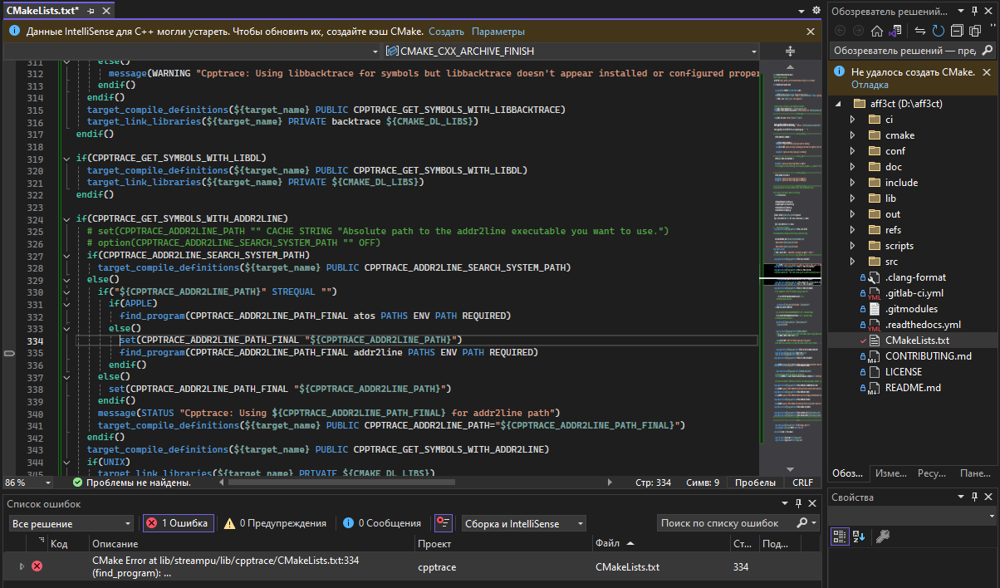 CMakeLists.txt*
Данные IntelliSense для C++ могли устареть. Чтобы обновить их, создайте кэш CMake. Создать Параметры
CMAKE_CXX_ARCHIVE_FINISH
311 else()
312 message(WARNING "Cpptrace: Using libbacktrace for symbols but libbacktrace doesn't appear installed or configured proper
313 endif()
314 endif()
315 target_compile_definitions(${target_name} PUBLIC CPPTRACE_GET_SYMBOLS_WITH_LIBBACKTRACE)
316 target_link_libraries(${target_name} PRIVATE backtrace ${CMAKE_DL_LIBS})
317 endif()
318
319 if(CPPTRACE_GET_SYMBOLS_WITH_LIBDL)
320 target_compile_definitions(${target_name} PUBLIC CPPTRACE_GET_SYMBOLS_WITH_LIBDL)
321 target_link_libraries(${target_name} PRIVATE ${CMAKE_DL_LIBS})
322 endif()
323
324 if(CPPTRACE_GET_SYMBOLS_WITH_ADDR2LINE)
325 # set(CPPTRACE_ADDR2LINE_PATH "" CACHE STRING "Absolute path to the addr2line executable you want to use.")
326 # option(CPPTRACE_ADDR2LINE_SEARCH_SYSTEM_PATH "" OFF)
327 if(CPPTRACE_ADDR2LINE_SEARCH_SYSTEM_PATH)
328 target_compile_definitions(${target_name} PUBLIC CPPTRACE_ADDR2LINE_SEARCH_SYSTEM_PATH)
329 else()
330 if("${CPPTRACE_ADDR2LINE_PATH}" STREQUAL "")
331 if(APPLE)
332 find_program(CPPTRACE_ADDR2LINE_PATH_FINAL atos PATHS ENV PATH REQUIRED)
333 else()
334 set(CPPTRACE_ADDR2LINE_PATH_FINAL "${CPPTRACE_ADDR2LINE_PATH}")
335 find_program(CPPTRACE_ADDR2LINE_PATH_FINAL addr2line PATHS ENV PATH REQUIRED)
336 endif()
337 else()
338 set(CPPTRACE_ADDR2LINE_PATH_FINAL "${CPPTRACE_ADDR2LINE_PATH}")
339 endif()
340 message(STATUS "Cpptrace: Using ${CPPTRACE_ADDR2LINE_PATH_FINAL} for addr2line path")
341 target_compile_definitions(${target_name} PUBLIC CPPTRACE_ADDR2LINE_PATH="${CPPTRACE_ADDR2LINE_PATH_FINAL}")
342 endif()
343 target_compile_definitions(${target_name} PUBLIC CPPTRACE_GET_SYMBOLS_WITH_ADDR2LINE)
344 if(UNIX)
345 target_link_libraries(${target_name} PRIVATE ${CMAKE_DL_LIBS})
86 % Проблемы не найдены. Стр: 334 Симв: 9 Пробелы CRLF
Список ошибок
Все решение 1 Ошибка 0 Предупреждения 0 Сообщения Сборка и IntelliSense Поиск по списку ошибок
Код Описание Проект Файл Ст... Под...
CMake Error at lib/streampu/lib/cpptrace/CMakeLists.txt:334
(find_program): ...
cpptrace CMakeLists.txt 334
Обозреватель решений...
Обозреватель решений — пре
Не удалось создать CMake.
Отладка
aff3ct (D:\aff3ct)
ci
cmake
conf
doc
include
lib
out
refs
scripts
src
.clang-format
.gitlab-ci.yml
.gitmodules
.readthedocs.yml
CMakeLists.txt
CONTRIBUTING.md
LICENSE
README.md
Обоз... Изме... Ресу... Пане...
Свойства